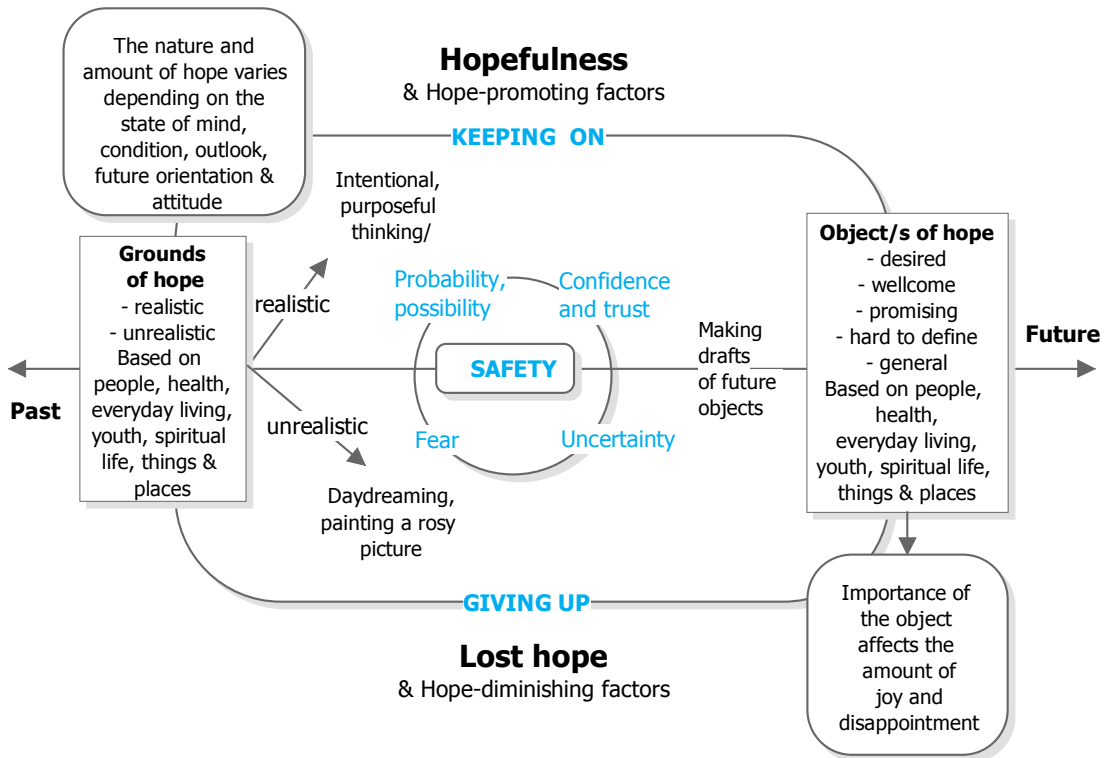 The nature and
amount of hope varies
depending on the
state of mind,
condition, outlook,
future orientation &
attitude
Hopefulness
& Hope-promoting factors
KEEPING ON
Intentional,
purposeful
thinking/
Grounds
of hope
- realistic
- unrealistic
Based on
people, health,
everyday living,
youth, spiritual
life, things &
places
Past
realistic
unrealistic
Daydreaming,
painting a rosy
picture
Probability,
possibility
Confidence
and trust
SAFETY
Fear
Uncertainty
Making
drafts
of future
objects
Object/s of hope
- desired
- wellcome
- promising
- hard to define
- general
Based on people,
health,
everyday living,
youth, spiritual life,
things & places
Future
GIVING UP
Lost hope
& Hope-diminishing factors
Importance of
the object
affects the
amount of
joy and
disappointment